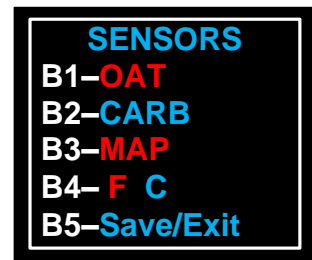 SENSORS
B1–OAT
B2–CARB
B3–MAP
B4– F C
B5–Save/Exit